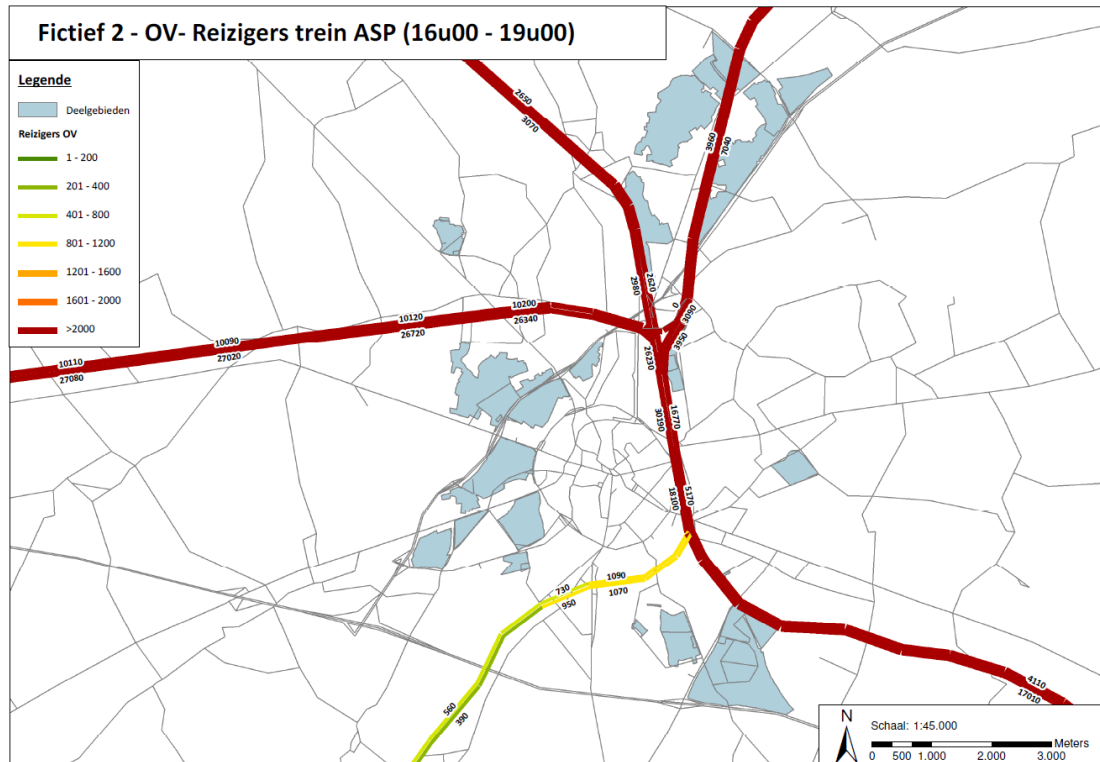 Fictief 2 - OV- Reizigers trein ASP (16u00 - 19u00)
Legende
Deelgebieden
Reizigers OV
1 - 200
201 - 400
401 - 800
801 - 1200
1201 - 1600
1601 - 2000
>2000
2650
3070
3960
7040
2620
2980
0
3090
3950
10200
26340
10120
26720
10090
27020
10110
27080
26230
16770
30190
5170
18100
1090
1070
730
950
560
390
4110
17010
N
Schaal: 1:45.000
Meters
0 500 1.000 2.000 3.000